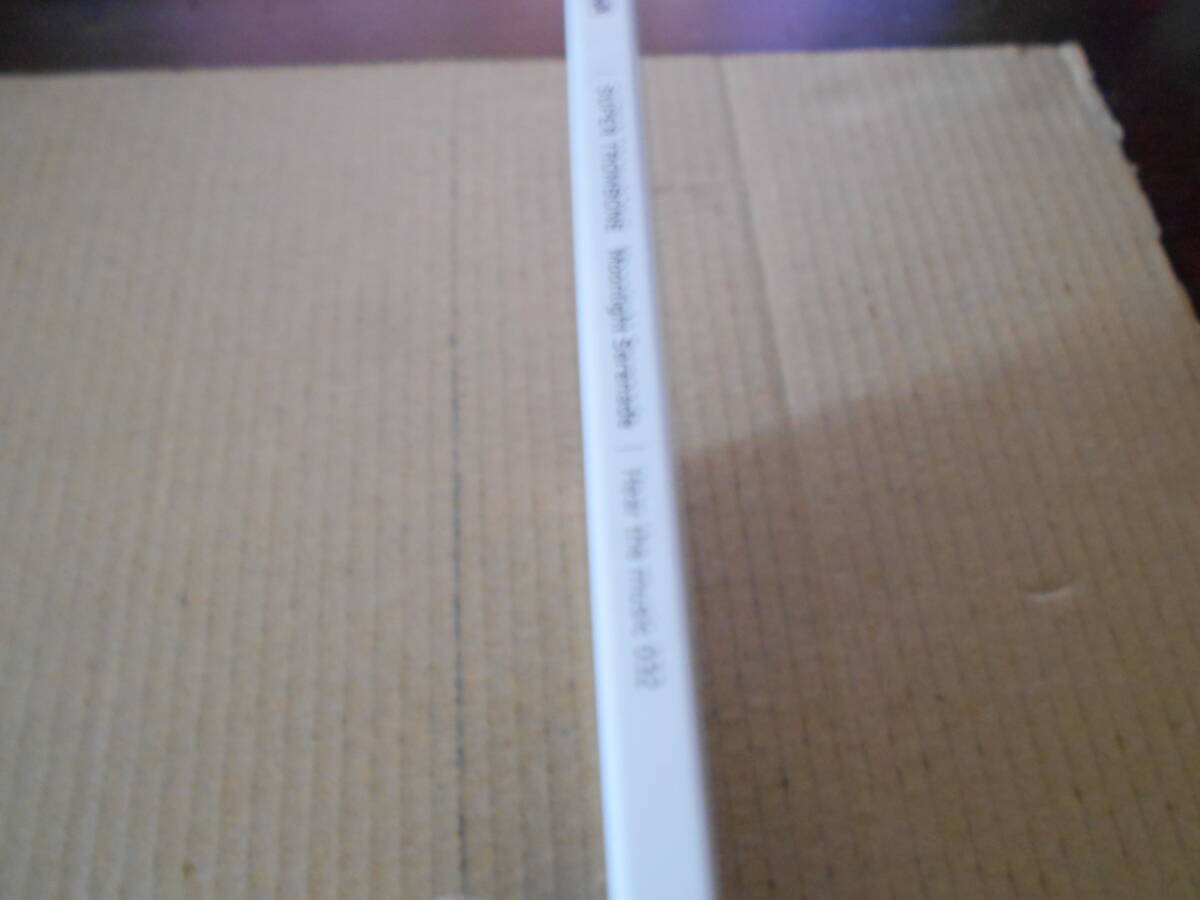 SUPER TROMBONE Moonlight Serenade | Hear the music 032